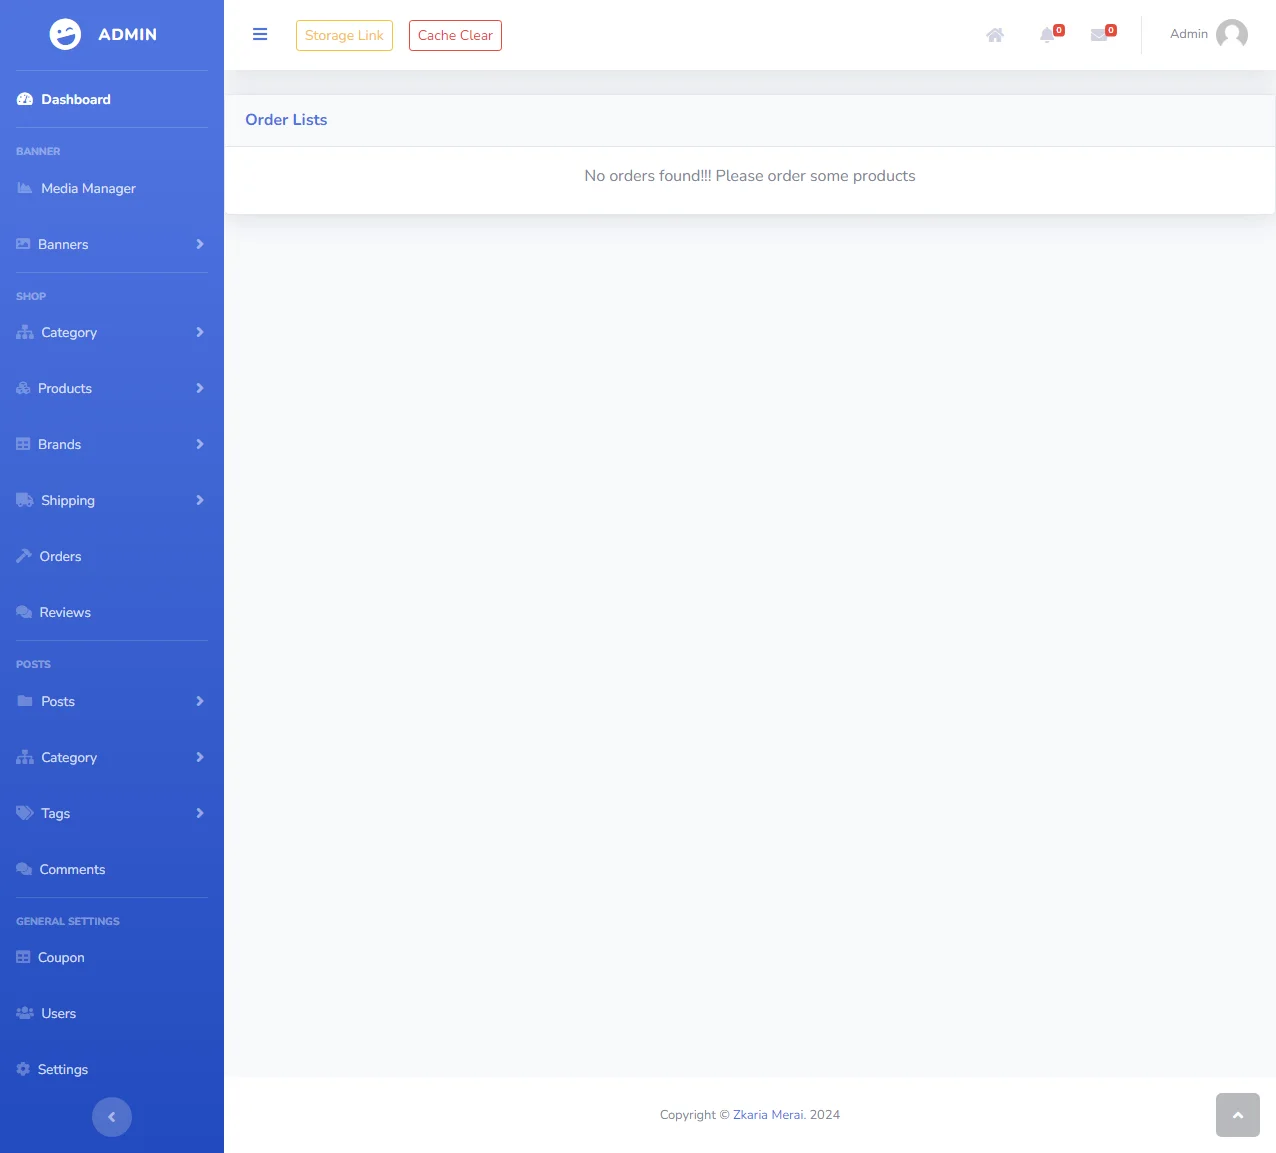 ADMIN
Storage Link
Cache Clear
0
0
Admin
Dashboard
BANNER
Media Manager
Banners
SHOP
Category
Products
Brands
Shipping
Orders
Reviews
POSTS
Posts
Category
Tags
Comments
GENERAL SETTINGS
Coupon
Users
Settings
Order Lists
No orders found!!! Please order some products
Copyright © Zkaria Merai. 2024